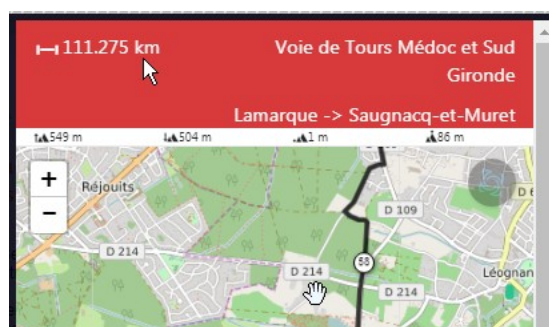 111.275 km
Voie de Tours Médoc et Sud
Gironde
Lamarque -> Saugnacq-et-Muret
549 m
504 m
1 m
86 m
+
Réjouits
−
D 109
D 214
58
D 214
D 214
Léognan